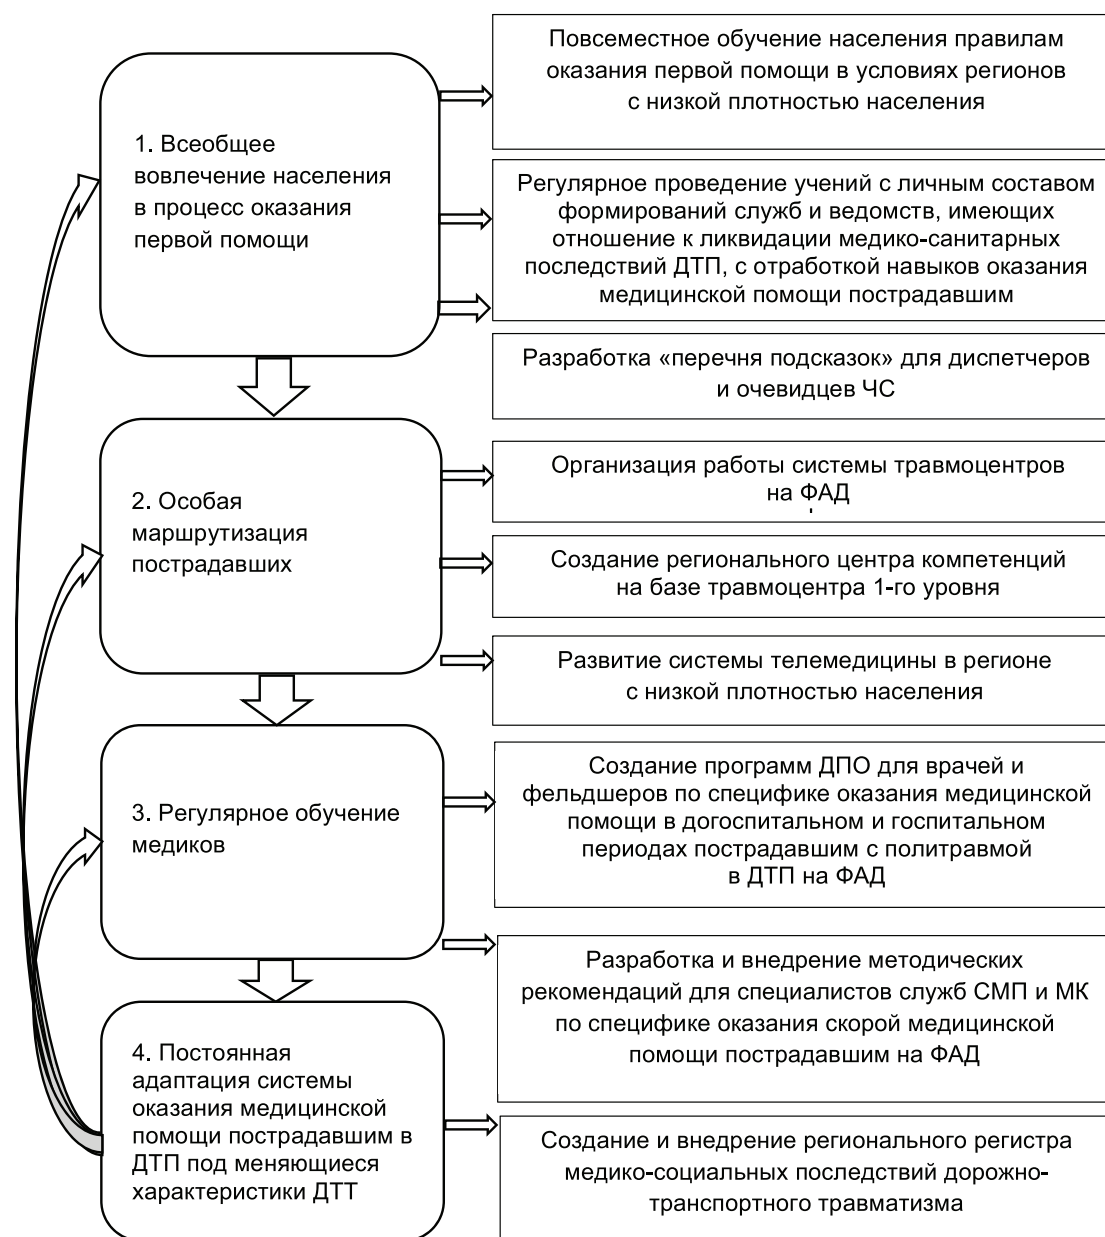 1. Всеобщее
вовлечение населения
в процесс оказания
первой помощи
Повсеместное обучение населения правилам
оказания первой помощи в условиях регионов
с низкой плотностью населения
Регулярное проведение учений с личным составом
формирований служб и ведомств, имеющих
отношение к ликвидации медико-санитарных
последствий ДТП, с отработкой навыков оказания
медицинской помощи пострадавшим
Разработка «перечня подсказок» для диспетчеров
и очевидцев ЧС
2. Особая
маршрутизация
пострадавших
Организация работы системы травмоцентров
на ФАД
Создание регионального центра компетенций
на базе травмоцентра 1-го уровня
Развитие системы телемедицины в регионе
с низкой плотностью населения
3. Регулярное обучение
медиков
Создание программ ДПО для врачей и
фельдшеров по специфике оказания медицинской
помощи в догоспитальном и госпитальном
периодах пострадавшим с политравмой
в ДТП на ФАД
Разработка и внедрение методических
рекомендаций для специалистов служб СМП и МК
по специфике оказания скорой медицинской
помощи пострадавшим на ФАД
4. Постоянная
адаптация системы
оказания медицинской
помощи пострадавшим в
ДТП под меняющиеся
характеристики ДТТ
Создание и внедрение регионального регистра
медико-социальных последствий дорожно-
транспортного травматизма